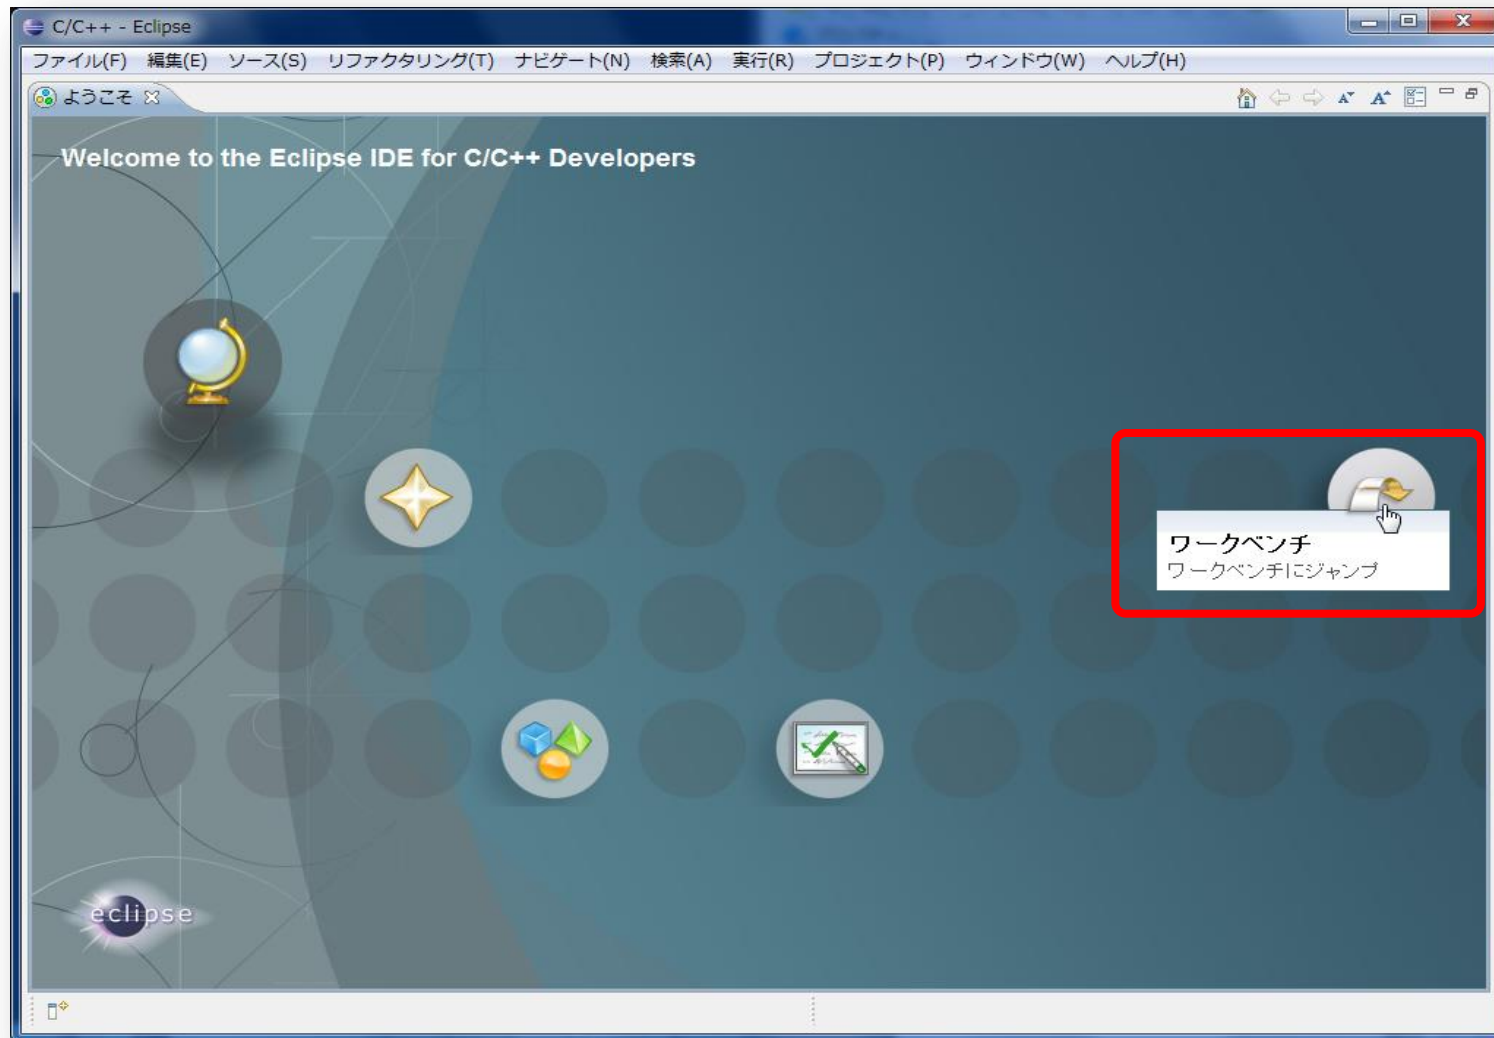 C/C++ - Eclipse
ファイル(F) 編集(E) ソース(S) リファクタリング(T) ナビゲート(N) 検索(A) 実行(R) プロジェクト(P) ウィンドウ(W) ヘルプ(H)
ようこそ
Welcome to the Eclipse IDE for C/C++ Developers
ワークベンチ
ワークベンチにジャンプ
eclipse